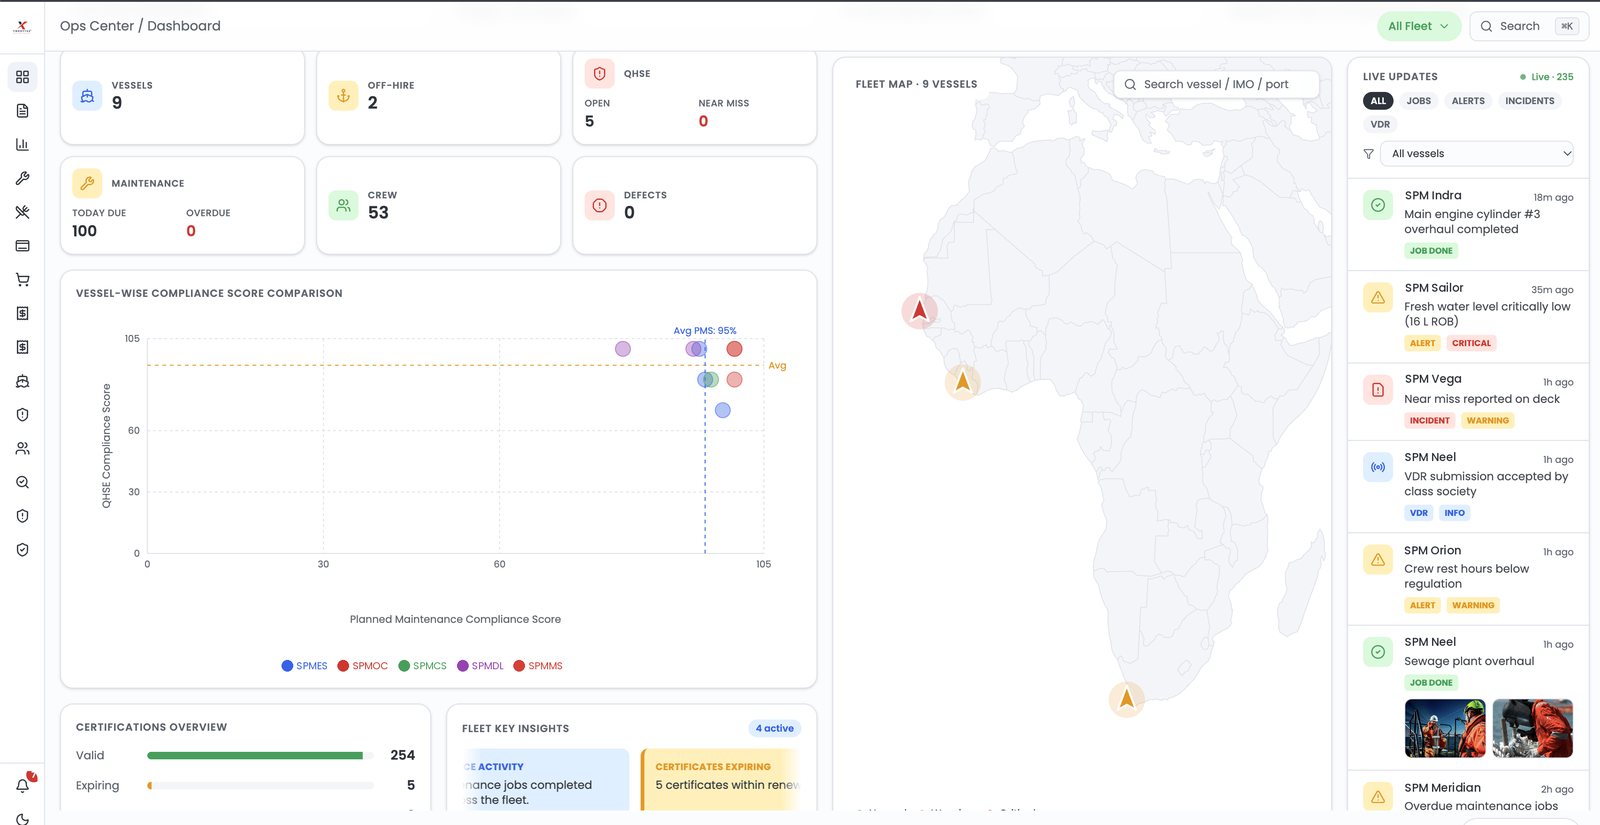 Ops Center / Dashboard
All Fleet
Search
⌘K
VESSELS
9
OFF-HIRE
2
QHSE
OPEN
NEAR MISS
5
0
MAINTENANCE
TODAY DUE
OVERDUE
100
0
CREW
53
DEFECTS
0
VESSEL-WISE COMPLIANCE SCORE COMPARISON
Avg PMS: 95%
105
Avg
60
30
0
QHSE Compliance Score
0
30
60
105
Planned Maintenance Compliance Score
SPMES
SPMOC
SPMCS
SPMDL
SPMMS
CERTIFICATIONS OVERVIEW
Valid
254
Expiring
5
FLEET KEY INSIGHTS
4 active
CE ACTIVITY
nance jobs completed
ss the fleet.
CERTIFICATES EXPIRING
5 certificates within renew
FLEET MAP · 9 VESSELS
Search vessel / IMO / port
LIVE UPDATES
Live · 235
ALL
JOBS
ALERTS
INCIDENTS
VDR
All vessels
SPM Indra
18m ago
Main engine cylinder #3
overhaul completed
JOB DONE
SPM Sailor
35m ago
Fresh water level critically low
(16 L ROB)
ALERT
CRITICAL
SPM Vega
1h ago
Near miss reported on deck
INCIDENT
WARNING
SPM Neel
1h ago
VDR submission accepted by
class society
VDR
INFO
SPM Orion
1h ago
Crew rest hours below
regulation
ALERT
WARNING
SPM Neel
1h ago
Sewage plant overhaul
JOB DONE
SPM Meridian
2h ago
Overdue maintenance jobs